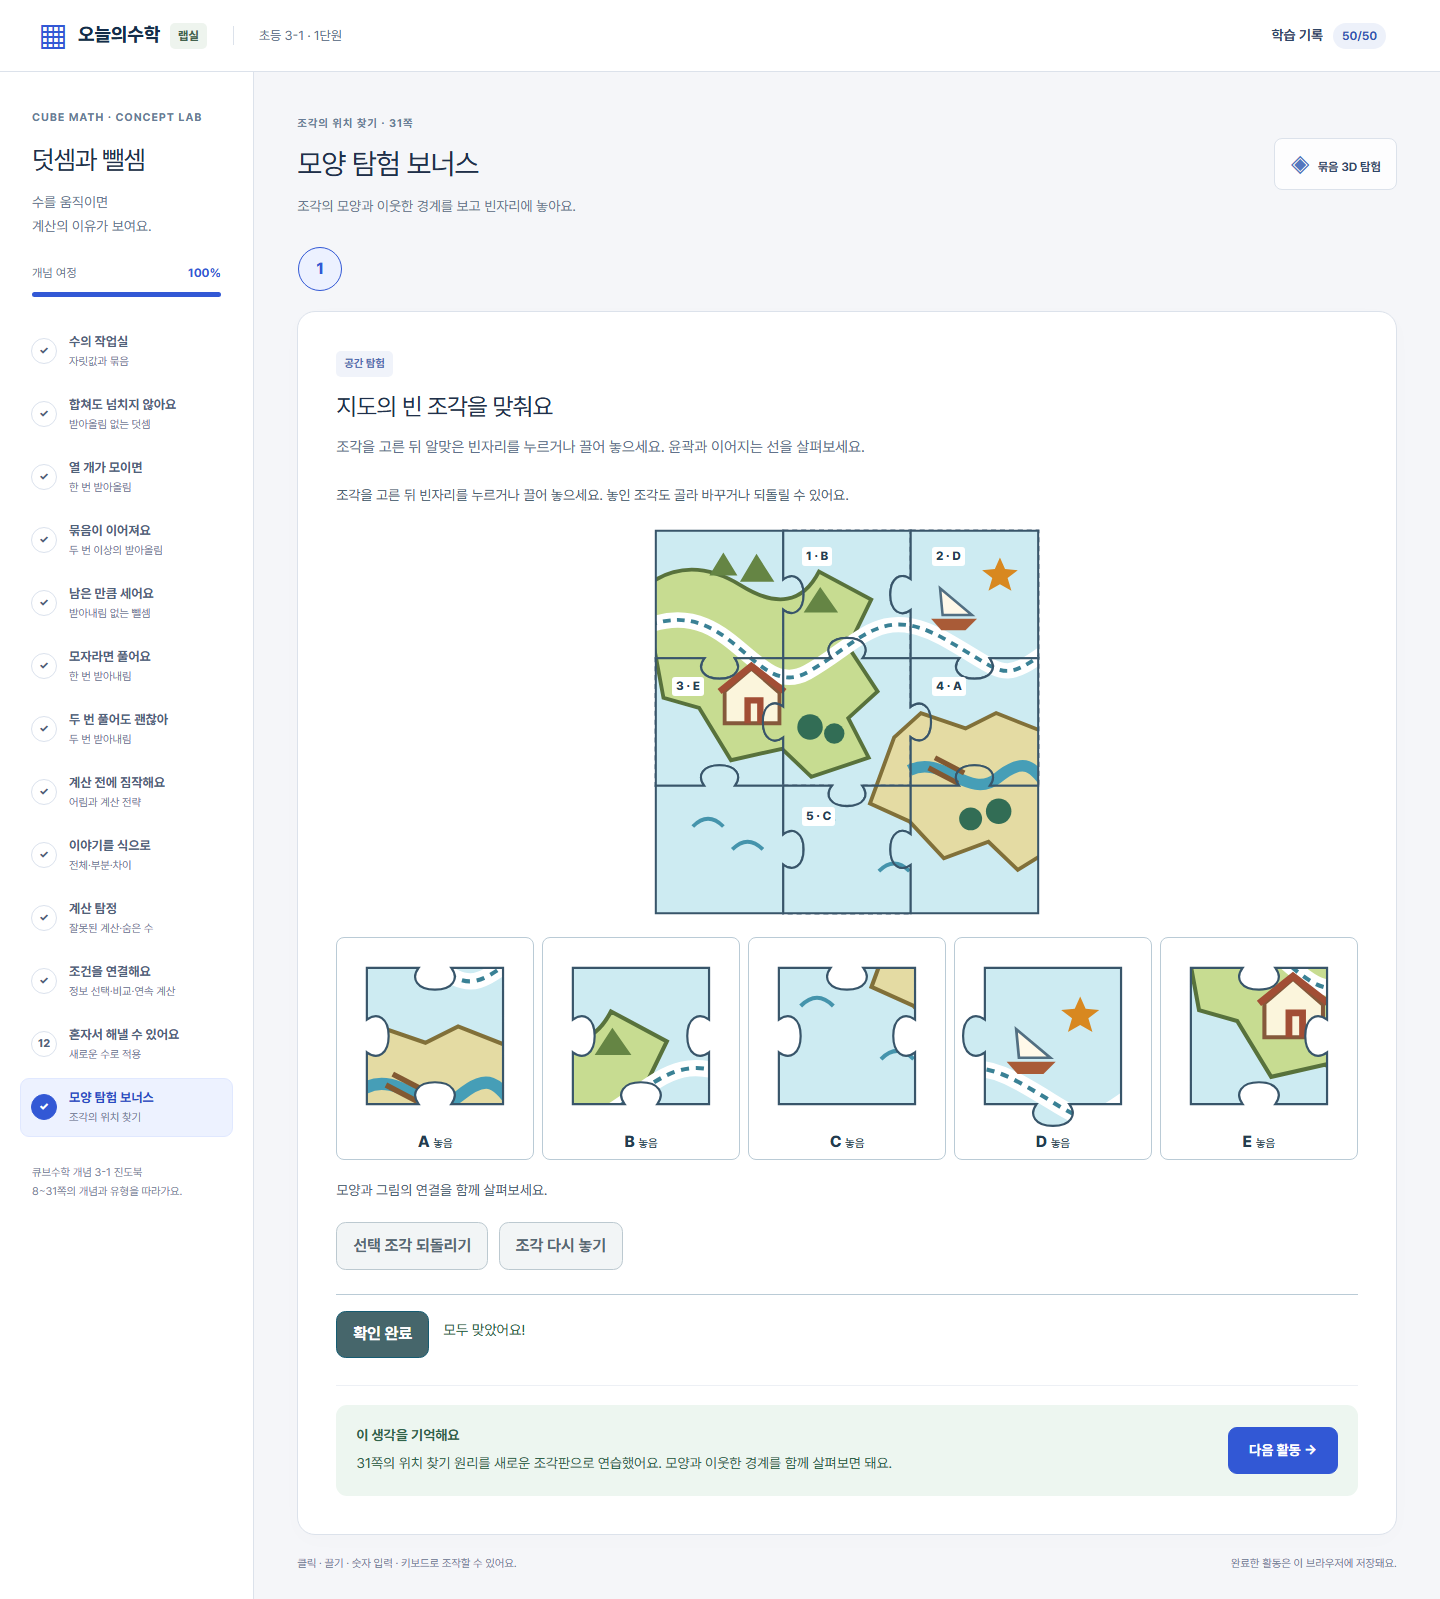 오늘의수학 랩실 초등 3-1 · 1단원 학습 기록 50/50
CUBE MATH · CONCEPT LAB
덧셈과 뺄셈
수를 움직이면
계산의 이유가 보여요.
개념 여정 100%
수의 작업실
자릿값과 묶음
합쳐도 넘치지 않아요
받아올림 없는 덧셈
열 개가 모이면
한 번 받아올림
묶음이 이어져요
두 번 이상의 받아올림
남은 만큼 세어요
받아내림 없는 뺄셈
모자라면 풀어요
한 번 받아내림
두 번 풀어도 괜찮아
두 번 받아내림
계산 전에 짐작해요
어림과 계산 전략
이야기를 식으로
전체·부분·차이
계산 탐정
잘못된 계산·숨은 수
조건을 연결해요
정보 선택·비교·연속 계산
12 혼자서 해낼 수 있어요
새로운 수로 적용
모양 탐험 보너스
조각의 위치 찾기
큐브수학 개념 3-1 진도북
8~31쪽의 개념과 유형을 따라가요.
조각의 위치 찾기 · 31쪽
모양 탐험 보너스
조각의 모양과 이웃한 경계를 보고 빈자리에 놓아요.
묶음 3D 탐험
1
공간 탐험
지도의 빈 조각을 맞춰요
조각을 고른 뒤 알맞은 빈자리를 누르거나 끌어 놓으세요. 윤곽과 이어지는 선을 살펴보세요.
조각을 고른 뒤 빈자리를 누르거나 끌어 놓으세요. 놓인 조각도 골라 바꾸거나 되돌릴 수 있어요.
1 · B
2 · D
3 · E
4 · A
5 · C
A 놓음
B 놓음
C 놓음
D 놓음
E 놓음
모양과 그림의 연결을 함께 살펴보세요.
선택 조각 되돌리기
조각 다시 놓기
확인 완료
모두 맞았어요!
이 생각을 기억해요
31쪽의 위치 찾기 원리를 새로운 조각판으로 연습했어요. 모양과 이웃한 경계를 함께 살펴보면 돼요.
다음 활동 →
클릭 · 끌기 · 숫자 입력 · 키보드로 조작할 수 있어요.
완료한 활동은 이 브라우저에 저장돼요.